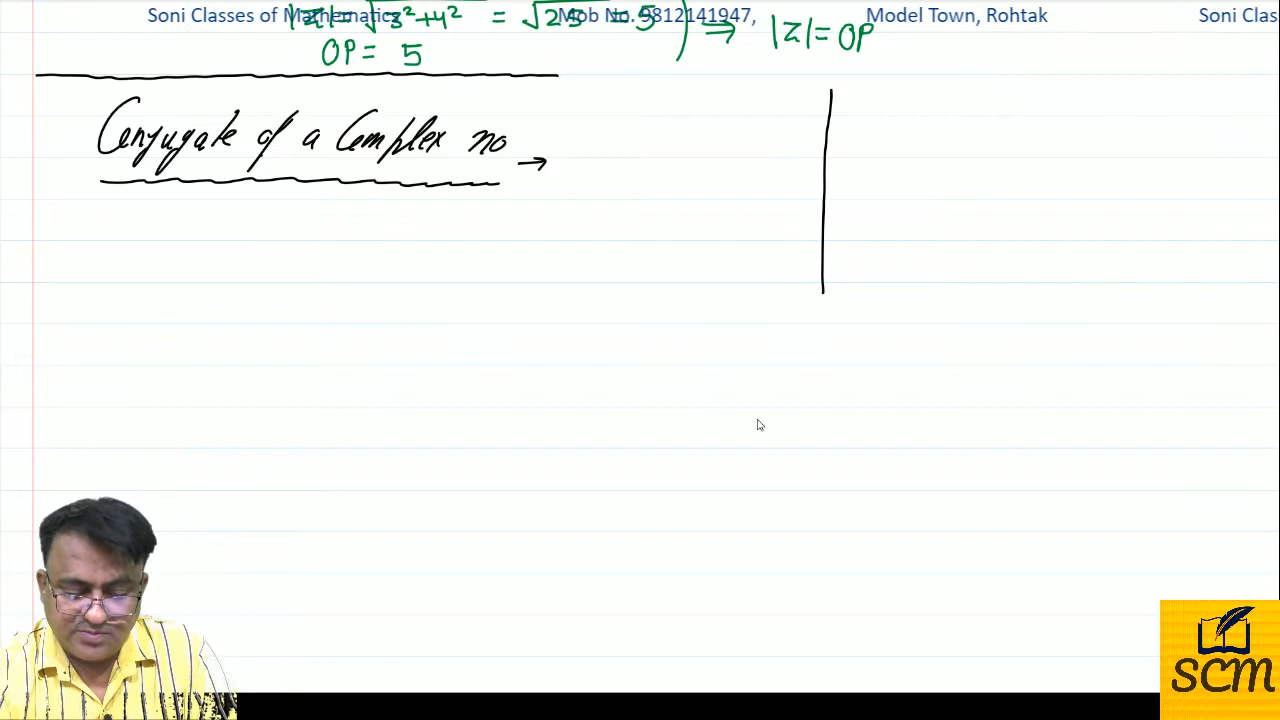 Soni Classes of Mathematics Mob No. 9812141947, Model Town, Rohtak Soni Clas
|Z| = √3²+4² = √25 = 5 ) ⇒ |Z| = OP
OP = 5
Conjugate of a Complex no →
SCM